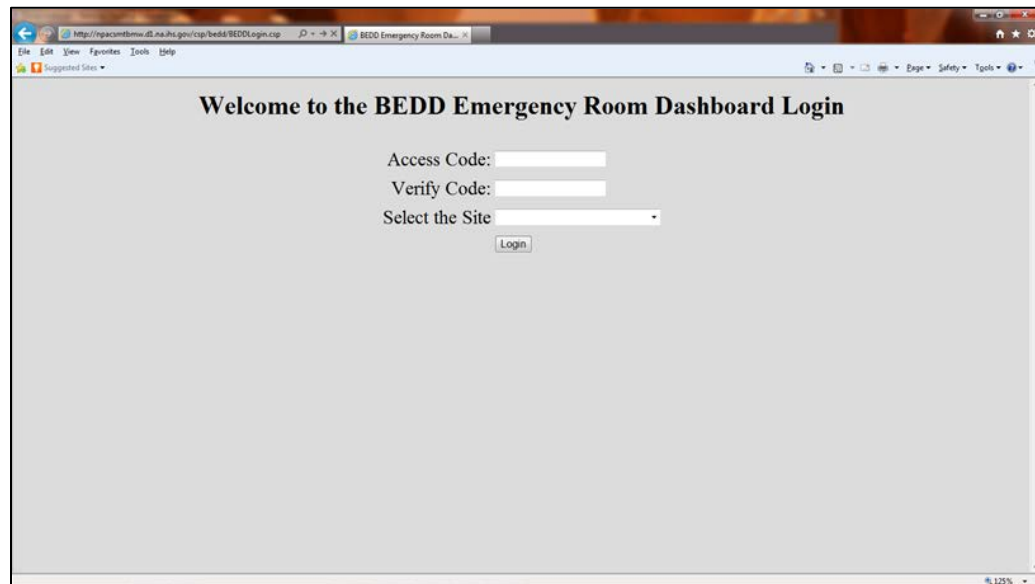 http://npacsmtbmw.d1.na.ihs.gov/csp/bedd/BEDDLogin.csp
BEDD Emergency Room Da...
File Edit View Favorites Tools Help
Suggested Sites
Page Safety Tools
Welcome to the BEDD Emergency Room Dashboard Login
Access Code:
Verify Code:
Select the Site
Login
125%